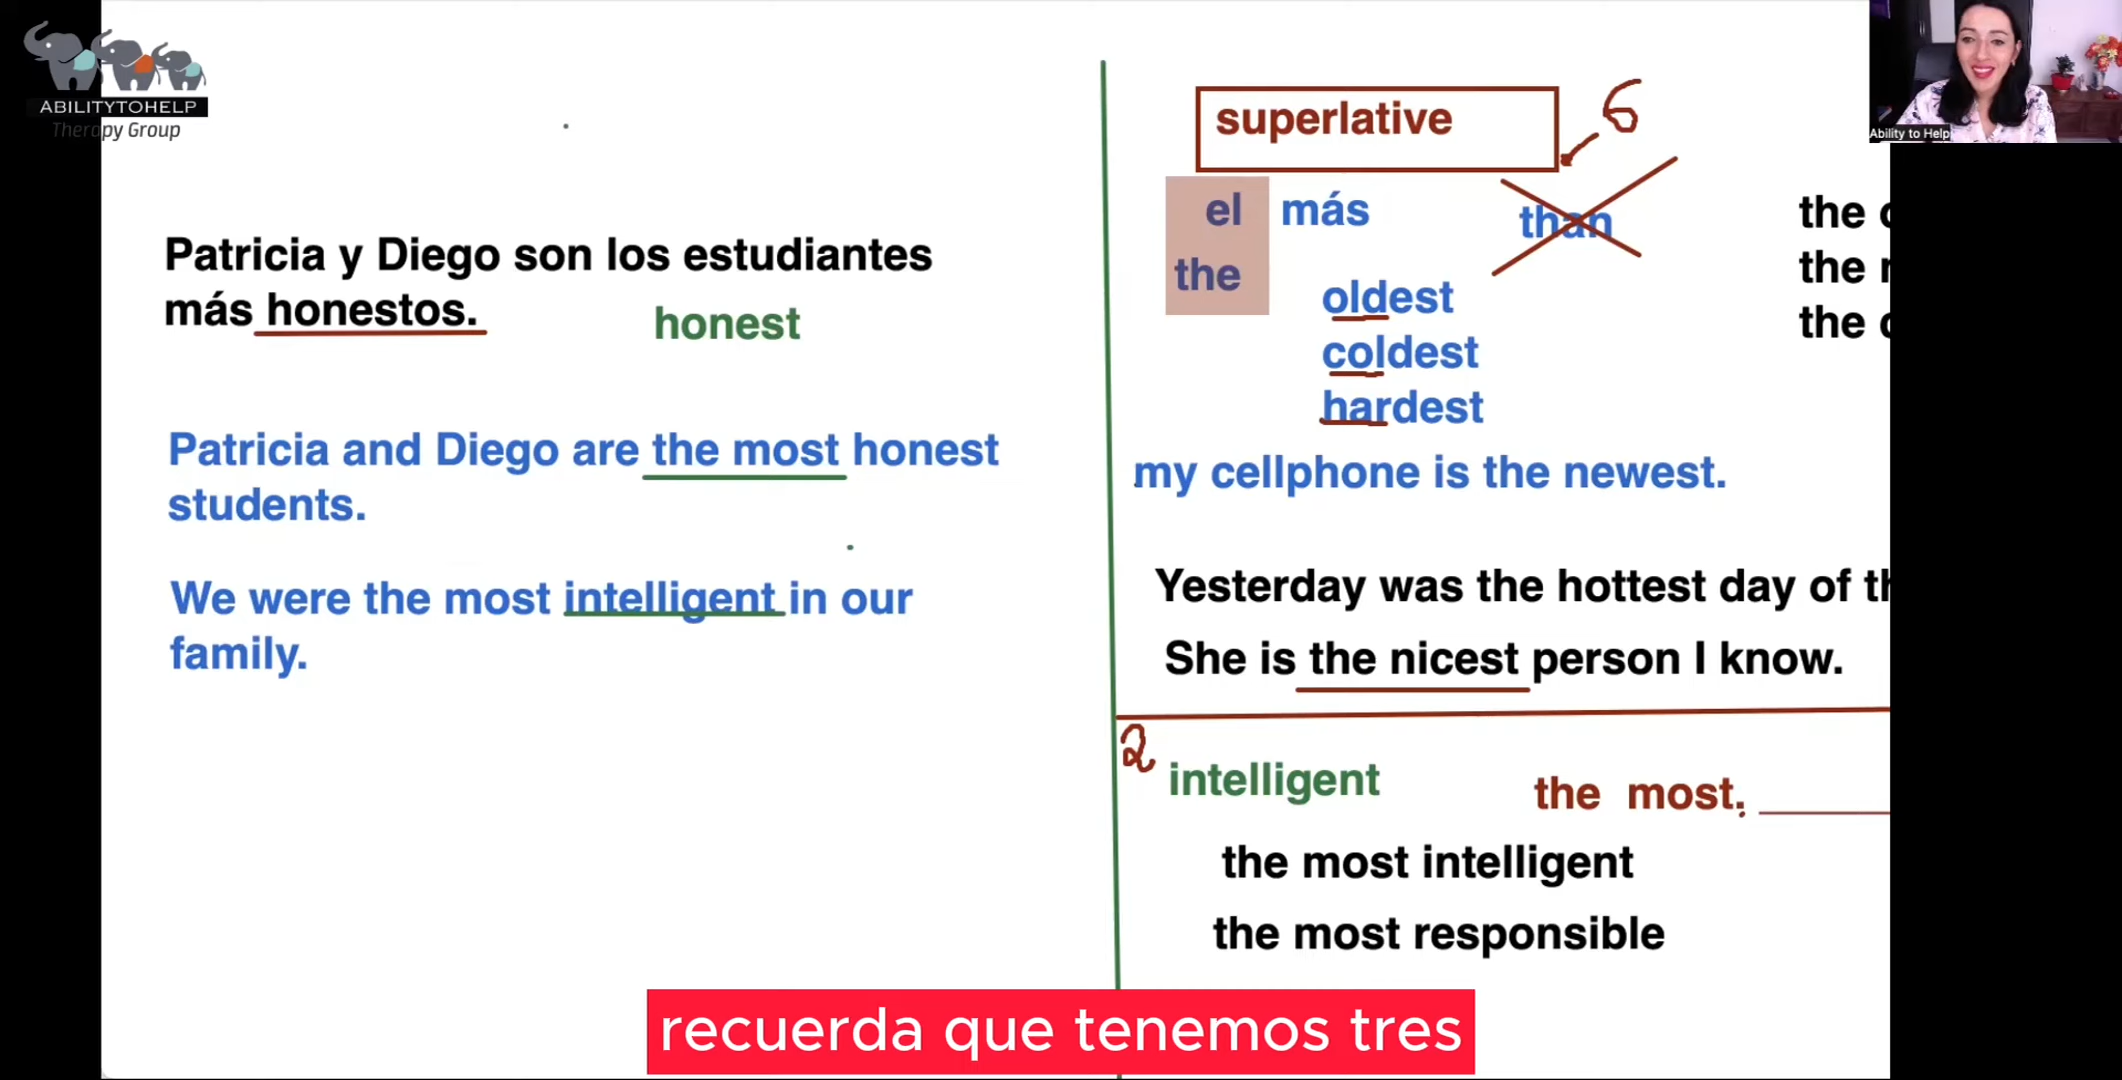 ABILITYTOHELP
Therapy Group
Patricia y Diego son los estudiantes
más honestos.
honest
Patricia and Diego are the most honest
students.
We were the most intelligent in our
family.
superlative
6
el más
than
the
oldest
coldest
hardest
my cellphone is the newest.
the
the
the
Yesterday was the hottest day of
She is the nicest person I know.
2
intelligent
the most.
the most intelligent
the most responsible
Ability to Help
recuerda que tenemos tres